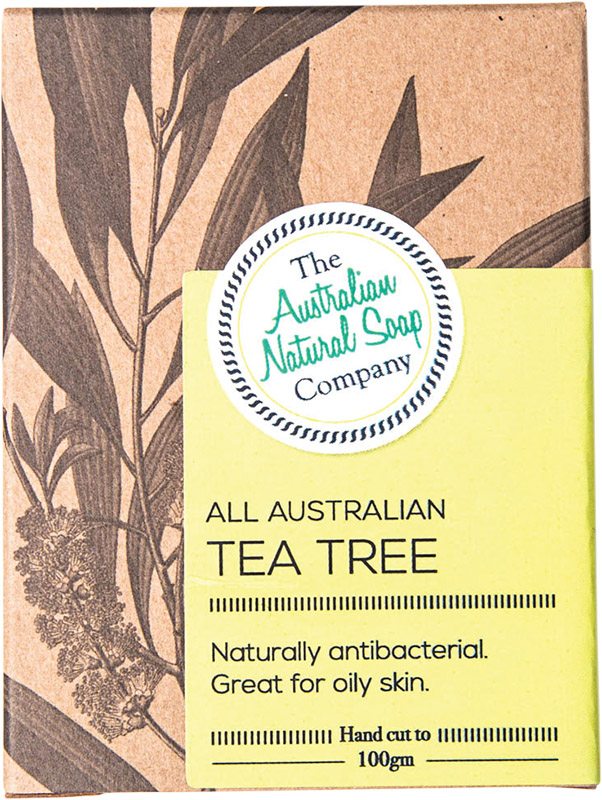 The
Australian
Natural Soap
Company
ALL AUSTRALIAN
TEA TREE
Naturally antibacterial.
Great for oily skin.
Hand cut to
100gm